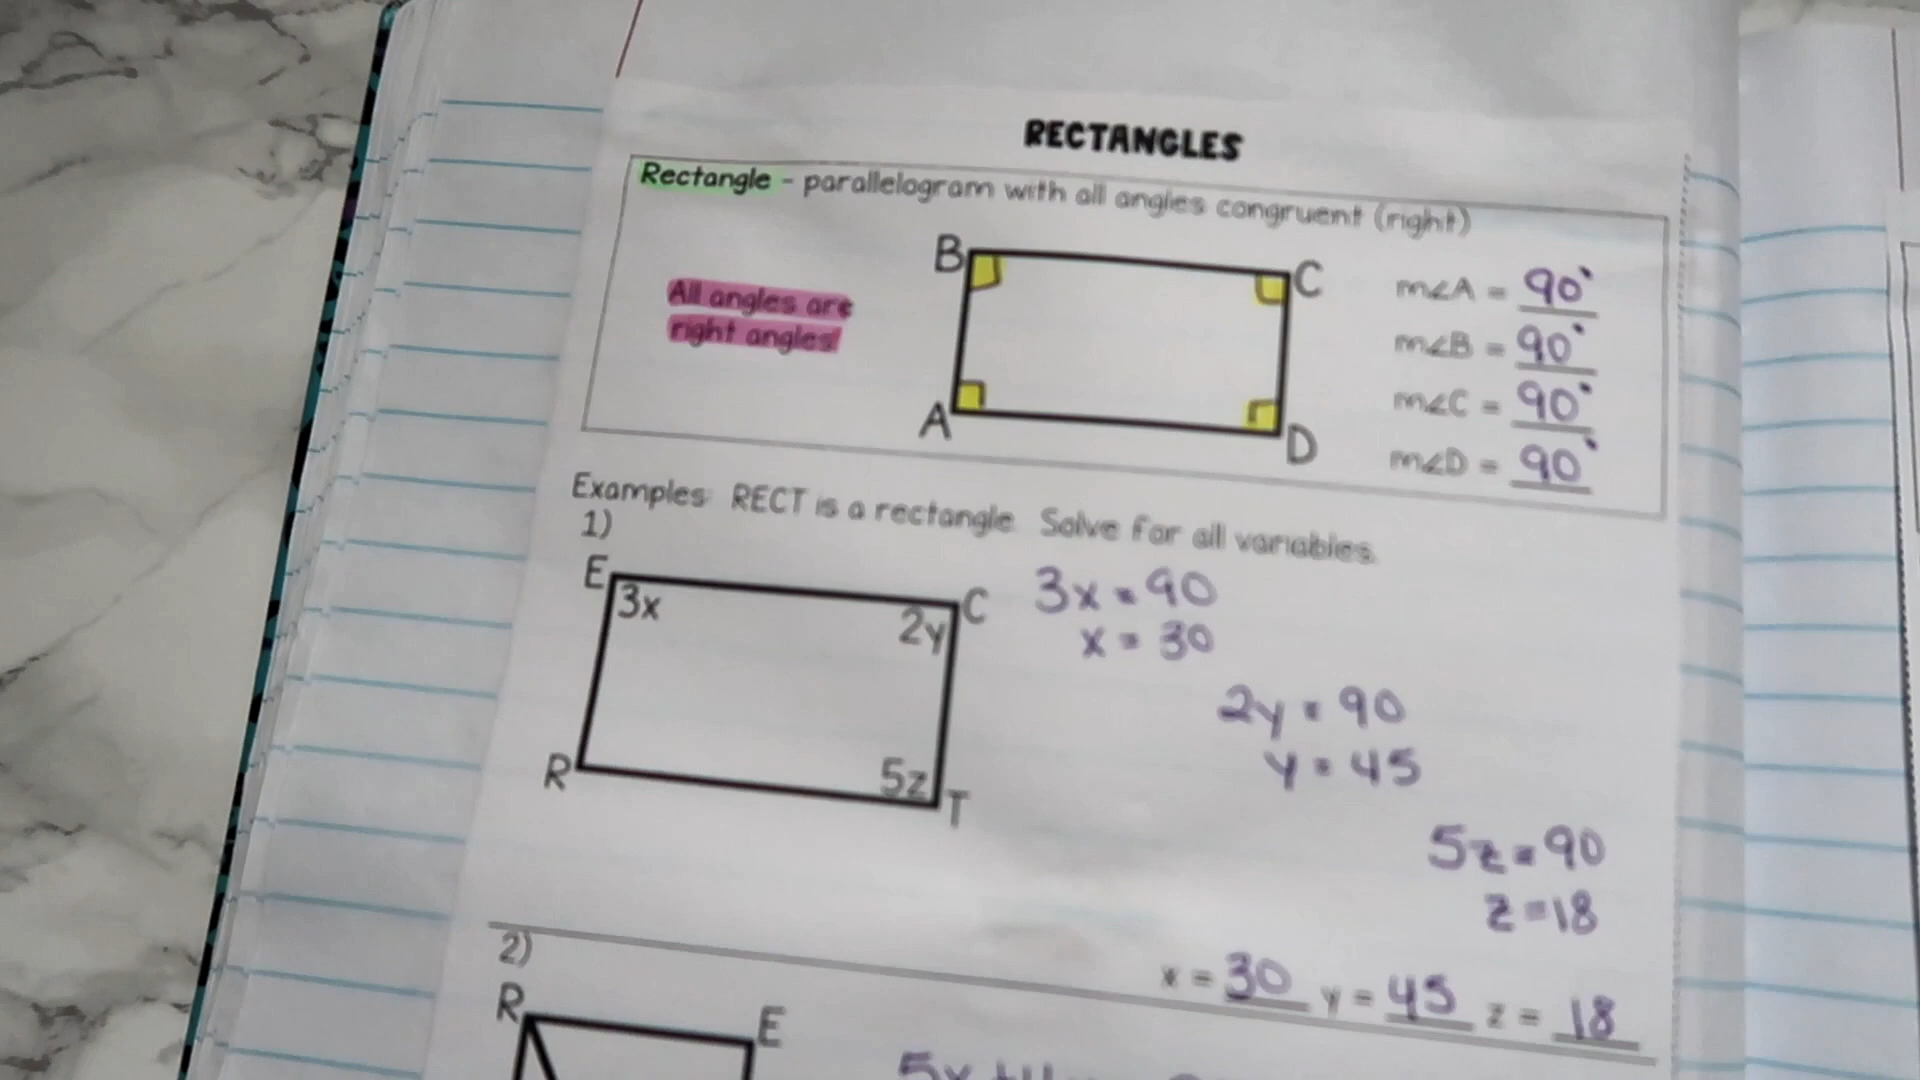 RECTANGLES
Rectangle - parallelogram with all angles congruent (right)
All angles are
right angles!
B
C
A
D
m∠A = 90°
m∠B = 90°
m∠C = 90°
m∠D = 90°
Examples: RECT is a rectangle. Solve for all variables.
1)
E
3x
2y
C
R
5z
T
3x = 90
x = 30
2y = 90
y = 45
5z = 90
z = 18
x = 30 y = 45 z = 18
2)
R
E